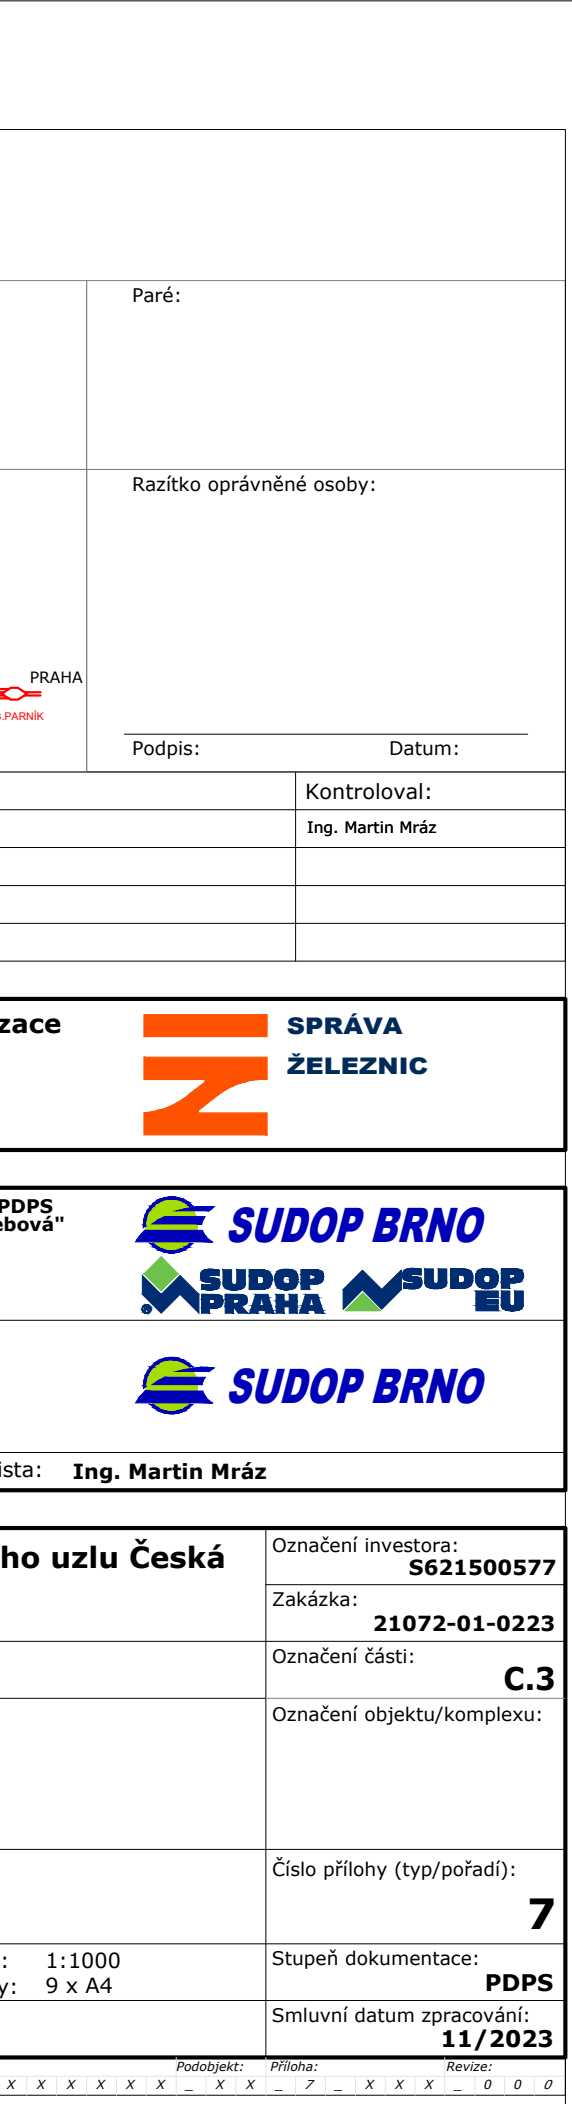 Paré:
Razítko oprávněné osoby:
PRAHA
.PARNÍK
Podpis: Datum:
Kontroloval:
Ing. Martin Mráz
zace
SPRÁVA
ŽELEZNIC
PDPS
ebová"
SUDOP BRNO
SUDOP
PRAHA
SUDOP
EU
SUDOP BRNO
ista: Ing. Martin Mráz
ho uzlu Česká
Označení investora:
S621500577
Zakázka:
21072-01-0223
Označení části:
C.3
Označení objektu/komplexu:
Číslo přílohy (typ/pořadí):
7
: 1:1000
y: 9 x A4
Stupeň dokumentace:
PDPS
Smluvní datum zpracování:
11/2023
Podobjekt: Příloha: Revize:
X X X X X X _ X X _ 7 _ X X X _ 0 0 0